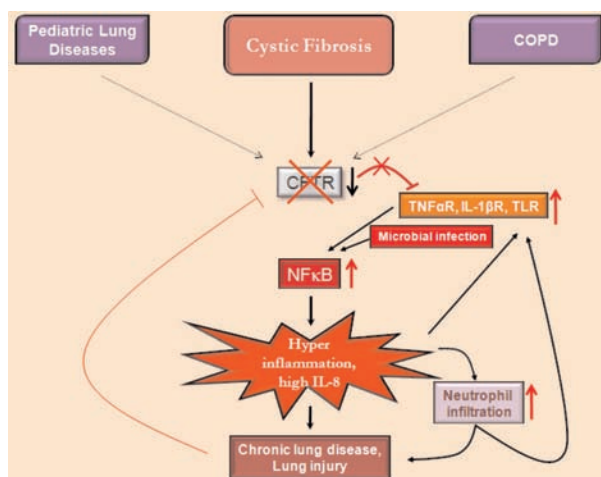 Pediatric Lung
Diseases
Cystic Fibrosis
COPD
CFTR
TNFαR, IL-1βR, TLR
Microbial infection
NFκB
Hyper
inflammation,
high IL-8
Neutrophil
infiltration
Chronic lung disease,
Lung injury